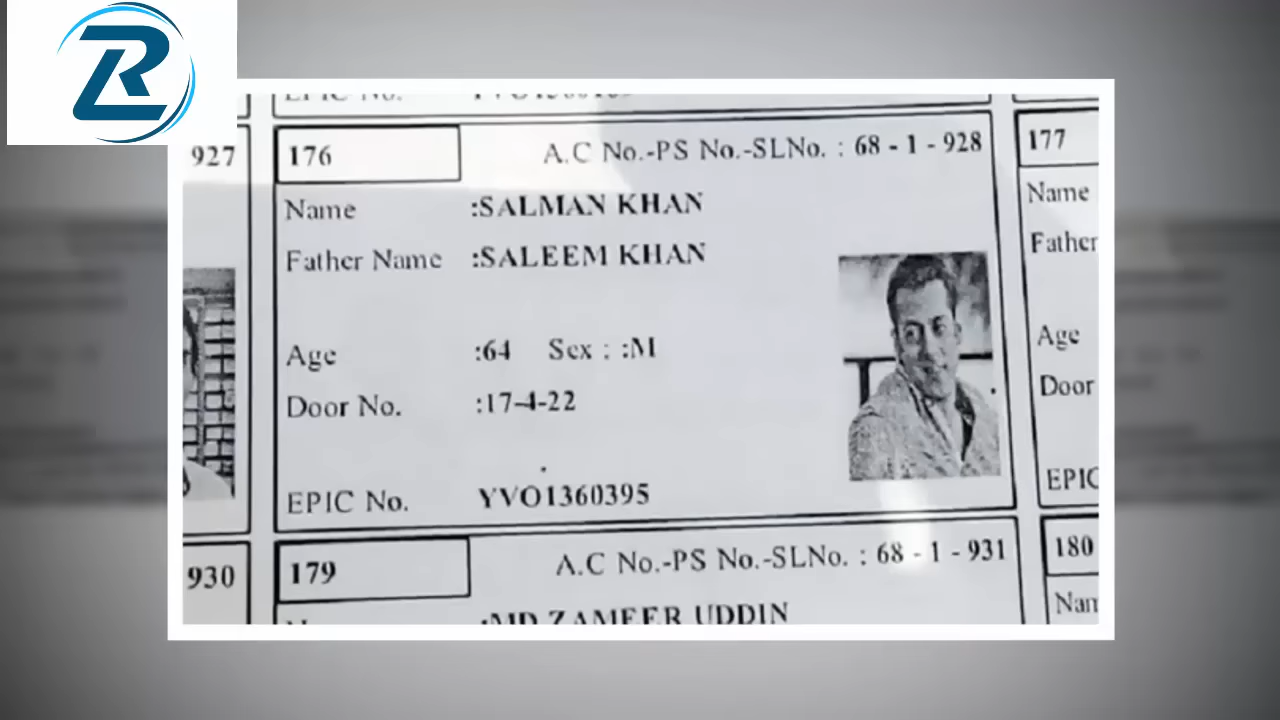 ZR
927
176
A.C No.-PS No.-SLNo. : 68 - 1 - 928
177
Name :SALMAN KHAN
Name
Father Name :SALEEM KHAN
Father
Age :64 Sex : :M
Age
Door No. :17-4-22
Door
EPIC No. YVO1360395
EPIC
930
179
A.C No.-PS No.-SLNo. : 68 - 1 - 931
180
:MD ZAMEER UDDIN
Nam